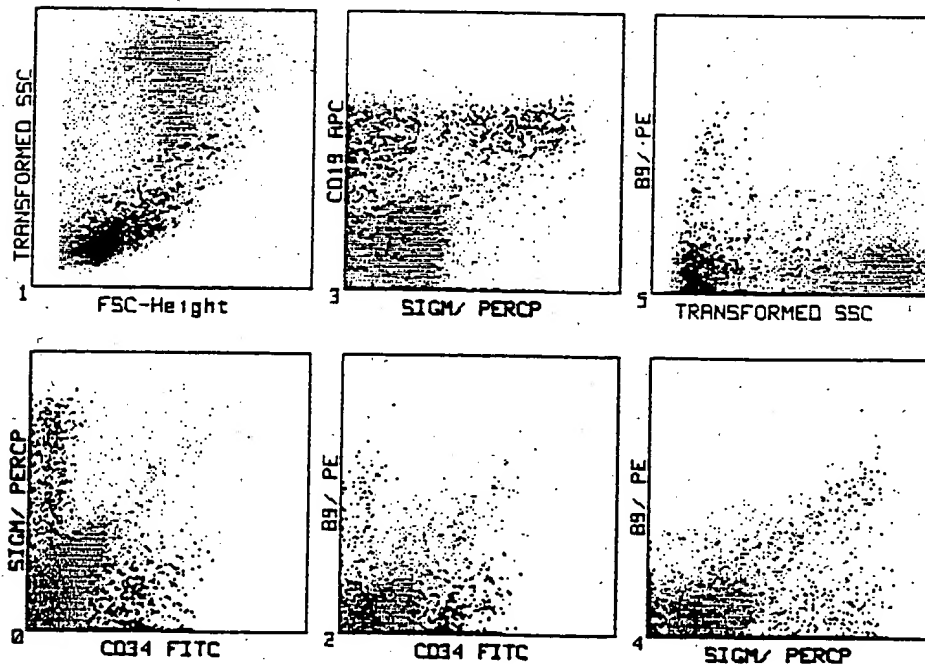 TRANSFORMED SSC
1
FSC-Height
CD19 APC
3
SIGM/ PERCP
B9/ PE
5
TRANSFORMED SSC
SIGM/ PERCP
0
CD34 FITC
B9/ PE
2
CD34 FITC
B9/ PE
4
SIGM/ PERCP